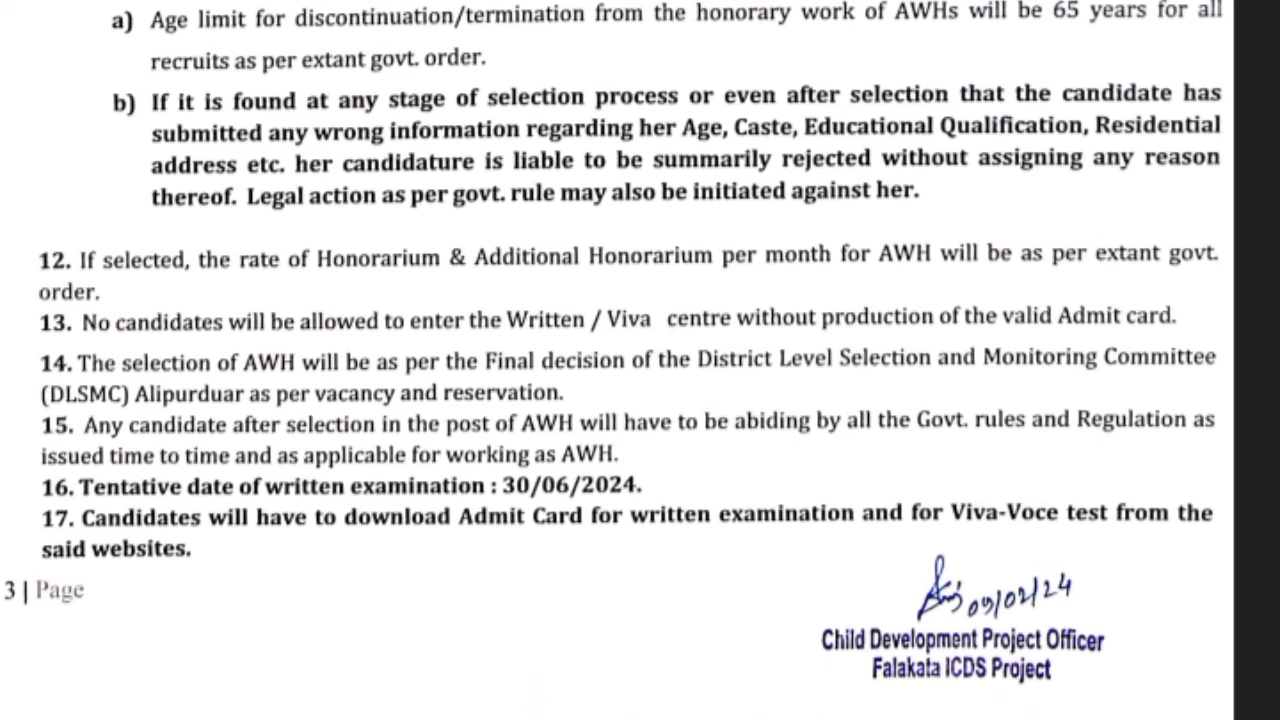 a) Age limit for discontinuation/termination from the honorary work of AWHs will be 65 years for all
recruits as per extant govt. order.
b) If it is found at any stage of selection process or even after selection that the candidate has
submitted any wrong information regarding her Age, Caste, Educational Qualification, Residential
address etc. her candidature is liable to be summarily rejected without assigning any reason
thereof. Legal action as per govt. rule may also be initiated against her.
12. If selected, the rate of Honorarium & Additional Honorarium per month for AWH will be as per extant govt.
order.
13. No candidates will be allowed to enter the Written / Viva centre without production of the valid Admit card.
14. The selection of AWH will be as per the Final decision of the District Level Selection and Monitoring Committee
(DLSMC) Alipurduar as per vacancy and reservation.
15. Any candidate after selection in the post of AWH will have to be abiding by all the Govt. rules and Regulation as
issued time to time and as applicable for working as AWH.
16. Tentative date of written examination : 30/06/2024.
17. Candidates will have to download Admit Card for written examination and for Viva-Voce test from the
said websites.
3 | Page
09/02/24
Child Development Project Officer
Falakata ICDS Project